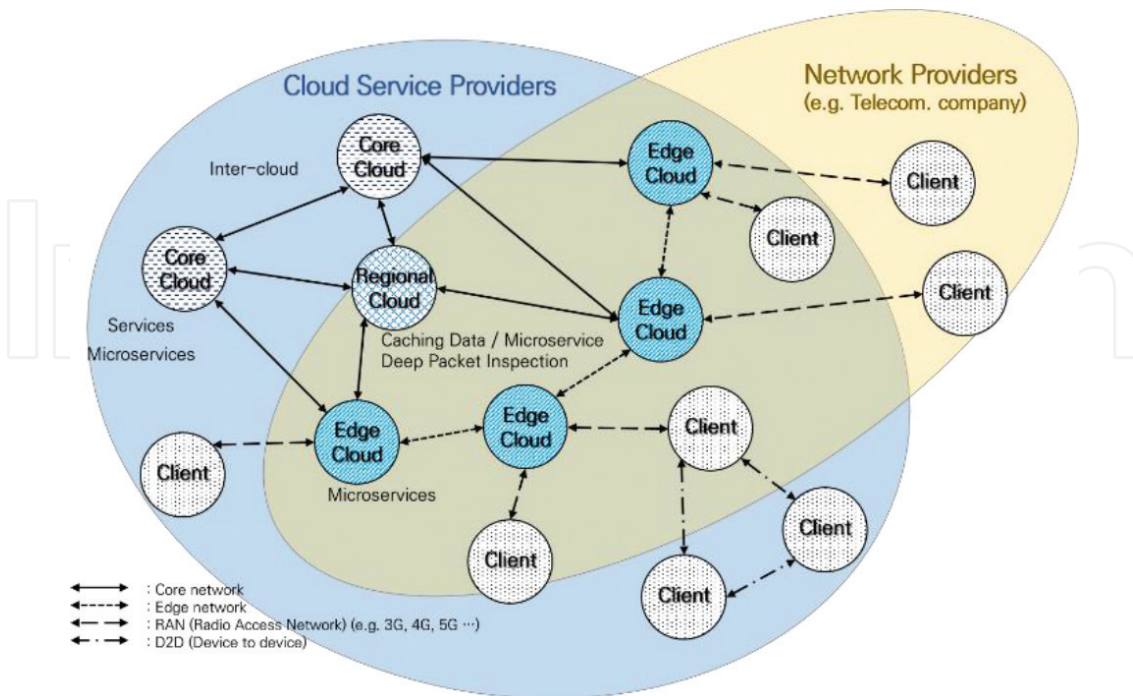 Cloud Service Providers
Network Providers
(e.g. Telecom. company)
Core
Cloud
Edge
Cloud
Inter-cloud
Client
Client
Core
Cloud
Regional
Cloud
Client
Edge
Cloud
Services
Microservices
Caching Data / Microservice
Deep Packet Inspection
Edge
Cloud
Edge
Cloud
Client
Client
Microservices
Client
Client
Client
: Core network
: Edge network
: RAN (Radio Access Network) (e.g. 3G, 4G, 5G ⋯)
: D2D (Device to device)